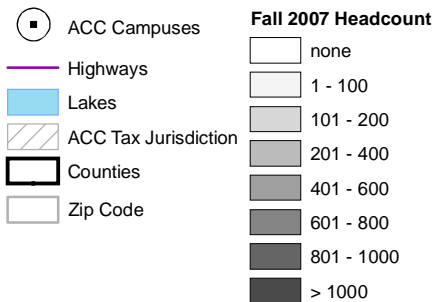 ACC Campuses
Highways
Lakes
ACC Tax Jurisdiction
Counties
Zip Code
Fall 2007 Headcount
none
1 - 100
101 - 200
201 - 400
401 - 600
601 - 800
801 - 1000
> 1000